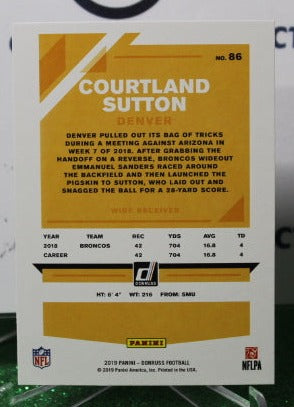 NO. 86
COURTLAND
SUTTON
DENVER
DENVER PULLED OUT ITS BAG OF TRICKS
DURING A MEETING AGAINST ARIZONA IN
WEEK 7 OF 2018. AFTER GRABBING THE
HANDOFF ON A REVERSE, BRONCOS WIDEOUT
EMMANUEL SANDERS RACED AROUND
THE BACKFIELD AND THEN LAUNCHED THE
PIGSKIN TO SUTTON, WHO LAID OUT AND
SNAGGED THE BALL FOR A 28-YARD SCORE.
WIDE RECEIVER
YEAR TEAM REC YDS AVG TD
2018 BRONCOS 42 704 16.8 4
CAREER 42 704 16.8 4
DONRUSS
HT: 6' 4" WT: 216 FROM: SMU
PANINI
NFL
NFLPA
2019 PANINI - DONRUSS FOOTBALL
© 2019 Panini America, Inc. Printed in the USA.